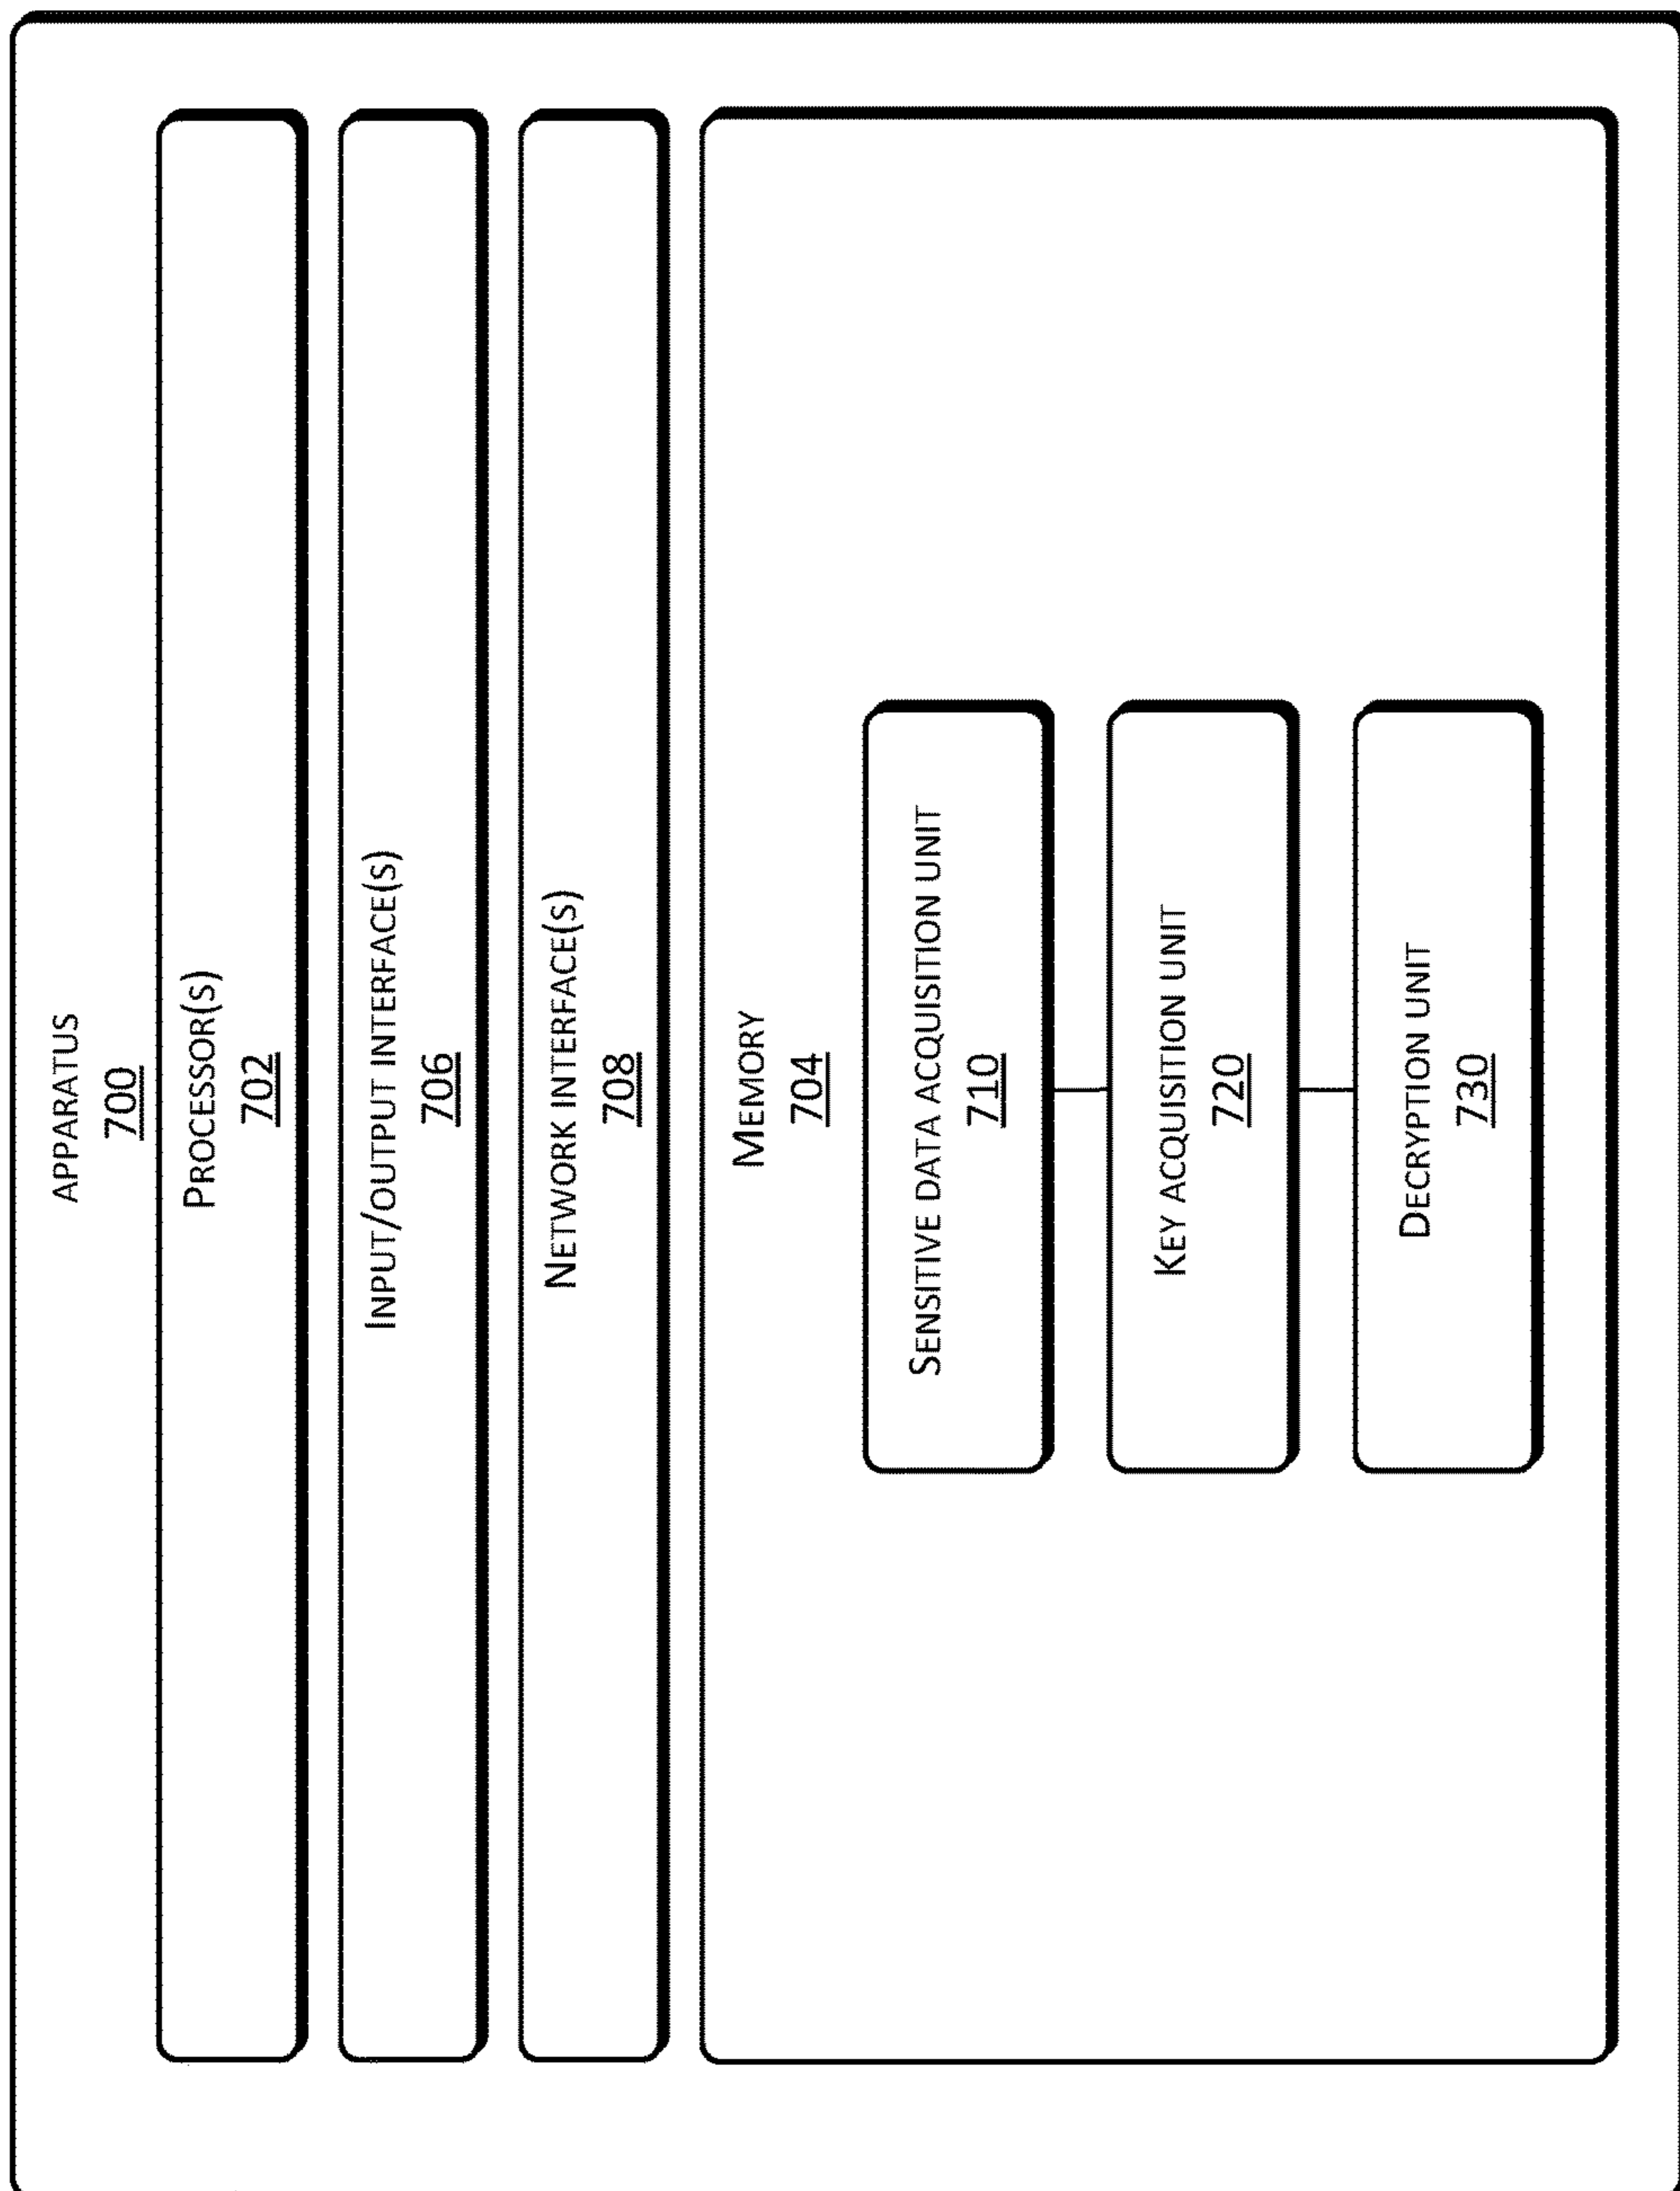 APPARATUS
700
PROCESSOR(S)
702
INPUT/OUTPUT INTERFACE(S)
706
NETWORK INTERFACE(S)
708
MEMORY
704
SENSITIVE DATA ACQUISITION UNIT
710
KEY ACQUISITION UNIT
720
DECRYPTION UNIT
730